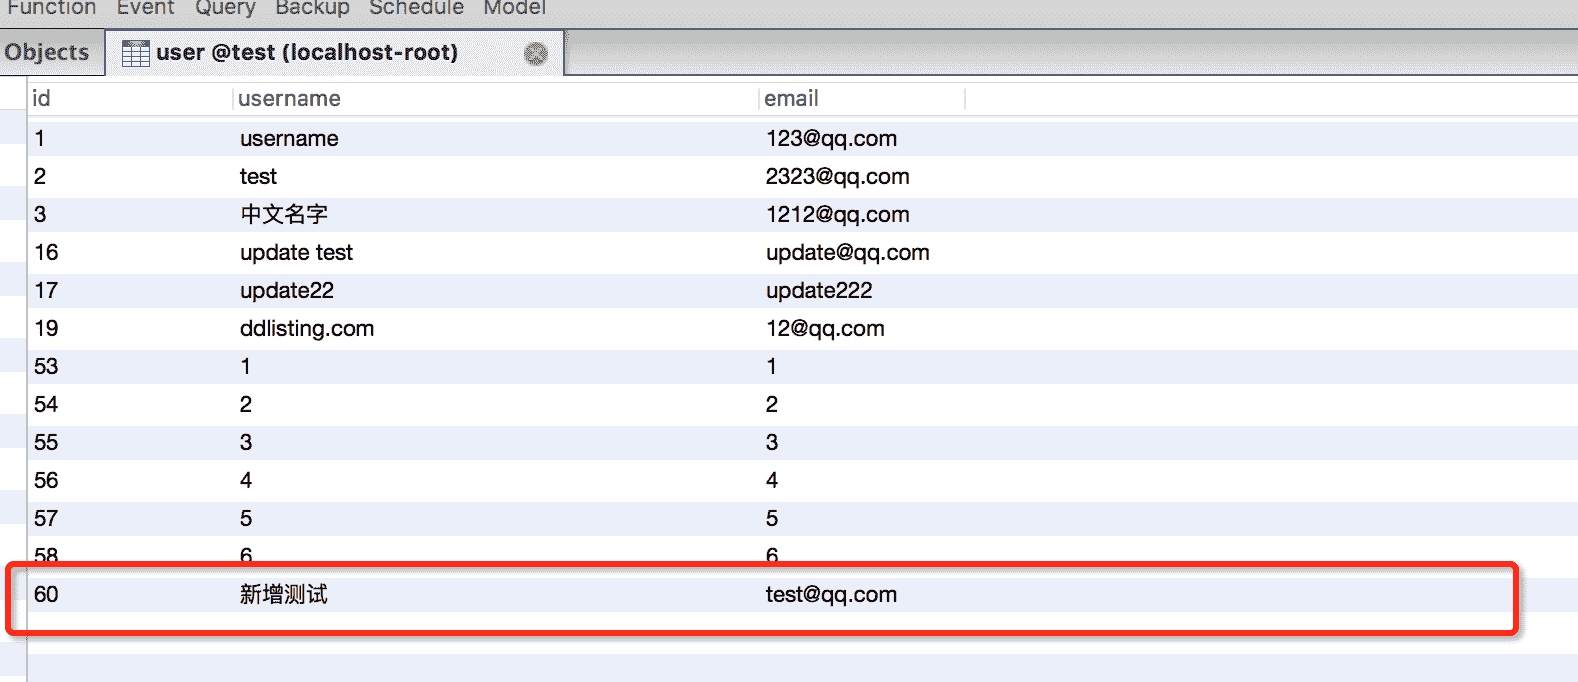 Function Event Query Backup Schedule Model
Objects user @test (localhost-root)
id username email
1 username 123@qq.com
2 test 2323@qq.com
3 中文名字 1212@qq.com
16 update test update@qq.com
17 update22 update222
19 ddlisting.com 12@qq.com
53 1 1
54 2 2
55 3 3
56 4 4
57 5 5
58 6 6
60 新增测试 test@qq.com